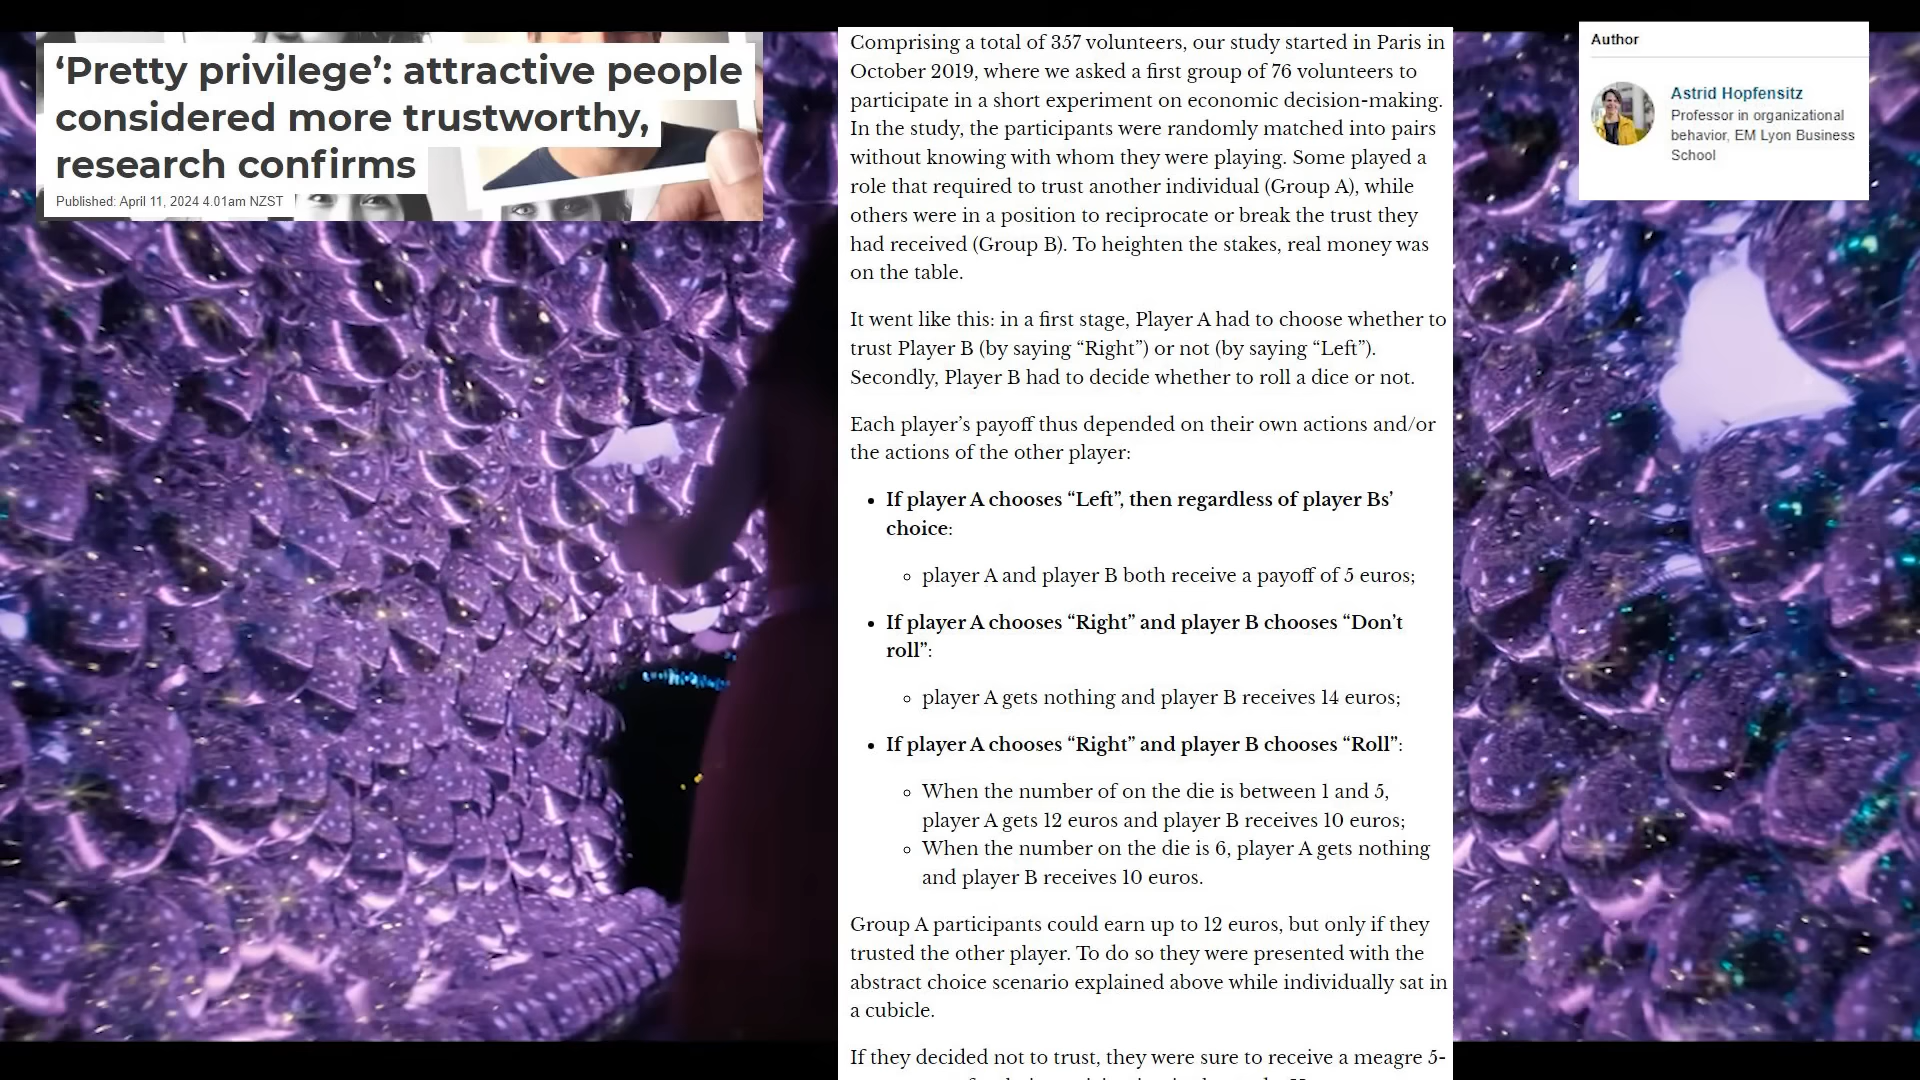 ‘Pretty privilege’: attractive people
considered more trustworthy,
research confirms
Published: April 11, 2024 4.01am NZST
Comprising a total of 357 volunteers, our study started in Paris in
October 2019, where we asked a first group of 76 volunteers to
participate in a short experiment on economic decision-making.
In the study, the participants were randomly matched into pairs
without knowing with whom they were playing. Some played a
role that required to trust another individual (Group A), while
others were in a position to reciprocate or break the trust they
had received (Group B). To heighten the stakes, real money was
on the table.
It went like this: in a first stage, Player A had to choose whether to
trust Player B (by saying “Right”) or not (by saying “Left”).
Secondly, Player B had to decide whether to roll a dice or not.
Each player’s payoff thus depended on their own actions and/or
the actions of the other player:
• If player A chooses “Left”, then regardless of player Bs’
choice:
◦ player A and player B both receive a payoff of 5 euros;
• If player A chooses “Right” and player B chooses “Don’t
roll”:
◦ player A gets nothing and player B receives 14 euros;
• If player A chooses “Right” and player B chooses “Roll”:
◦ When the number of on the die is between 1 and 5,
player A gets 12 euros and player B receives 10 euros;
◦ When the number on the die is 6, player A gets nothing
and player B receives 10 euros.
Group A participants could earn up to 12 euros, but only if they
trusted the other player. To do so they were presented with the
abstract choice scenario explained above while individually sat in
a cubicle.
If they decided not to trust, they were sure to receive a meagre 5-
Author
Astrid Hopfensitz
Professor in organizational
behavior, EM Lyon Business
School